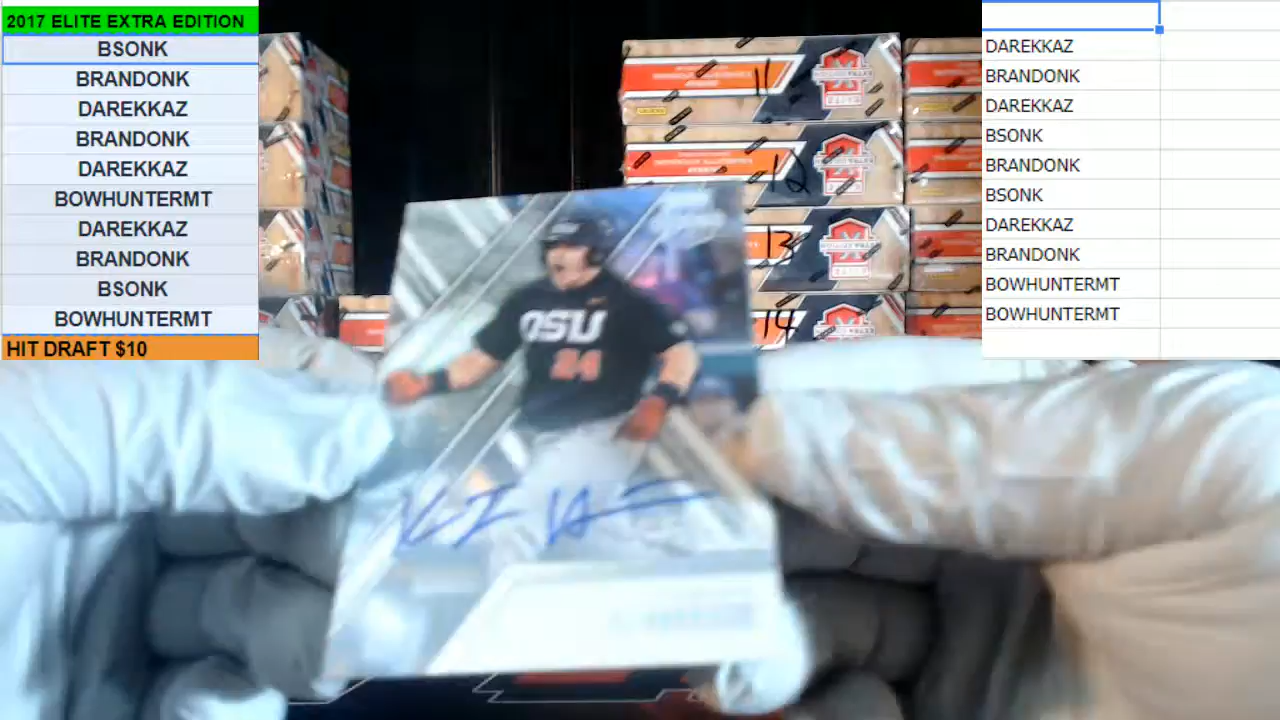 2017 ELITE EXTRA EDITION
BSONK
BRANDONK
DAREKKAZ
BRANDONK
DAREKKAZ
BOWHUNTERMT
DAREKKAZ
BRANDONK
BSONK
BOWHUNTERMT
HIT DRAFT $10
11
12
13
14
OSU
24
DAREKKAZ
BRANDONK
DAREKKAZ
BSONK
BRANDONK
BSONK
DAREKKAZ
BRANDONK
BOWHUNTERMT
BOWHUNTERMT